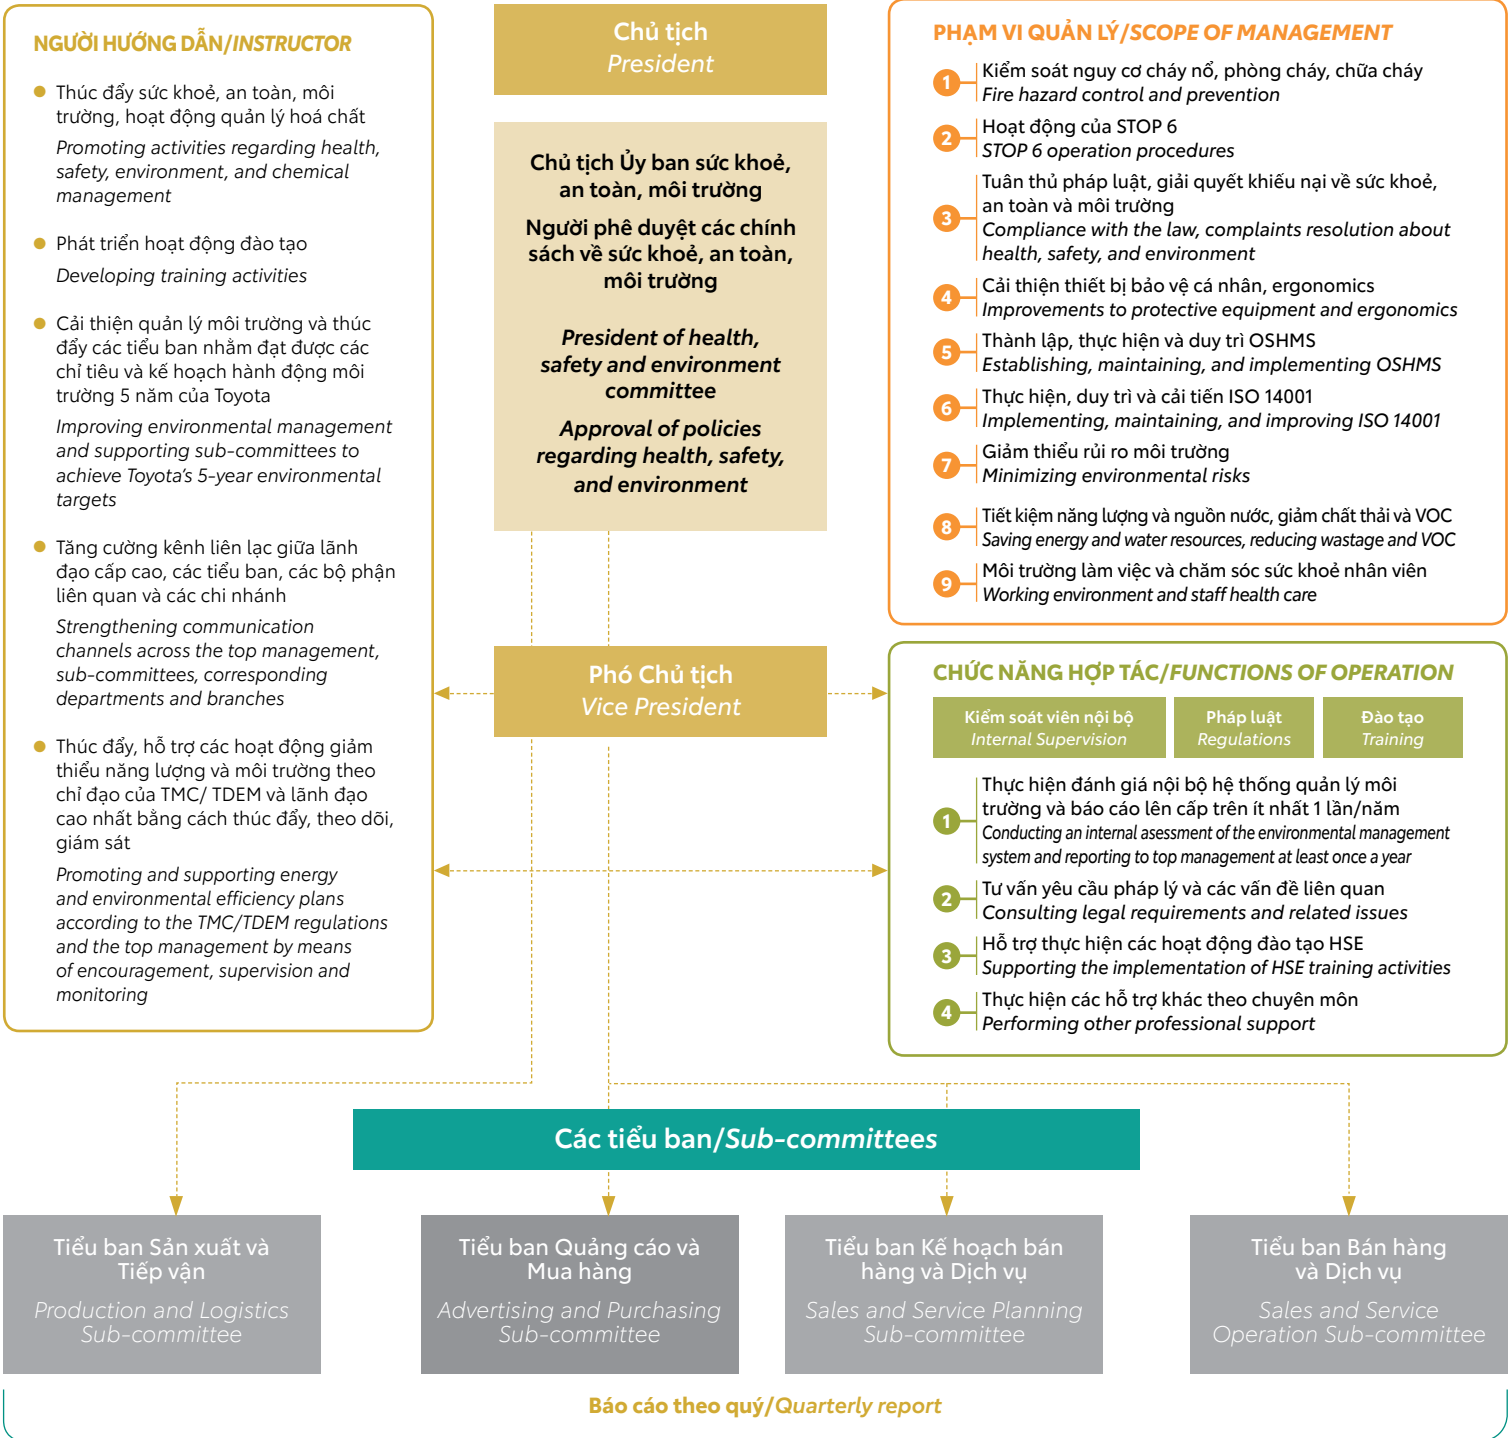 NGƯỜI HƯỚNG DẪN/INSTRUCTOR
Thúc đẩy sức khoẻ, an toàn, môi
trường, hoạt động quản lý hoá chất
Promoting activities regarding health,
safety, environment, and chemical
management
Phát triển hoạt động đào tạo
Developing training activities
Cải thiện quản lý môi trường và thúc
đẩy các tiểu ban nhằm đạt được các
chỉ tiêu và kế hoạch hành động môi
trường 5 năm của Toyota
Improving environmental management
and supporting sub-committees to
achieve Toyota's 5-year environmental
targets
Tăng cường kênh liên lạc giữa lãnh
đạo cấp cao, các tiểu ban, các bộ phận
liên quan và các chi nhánh
Strengthening communication
channels across the top management,
sub-committees, corresponding
departments and branches
Thúc đẩy, hỗ trợ các hoạt động giảm
thiểu năng lượng và môi trường theo
chỉ đạo của TMC/ TDEM và lãnh đạo
cao nhất bằng cách thúc đẩy, theo dõi,
giám sát
Promoting and supporting energy
and environmental efficiency plans
according to the TMC/TDEM regulations
and the top management by means
of encouragement, supervision and
monitoring
Chủ tịch
President
Chủ tịch Ủy ban sức khoẻ,
an toàn, môi trường
Người phê duyệt các chính
sách về sức khoẻ, an toàn,
môi trường
President of health,
safety and environment
committee
Approval of policies
regarding health, safety,
and environment
Phó Chủ tịch
Vice President
PHẠM VI QUẢN LÝ/SCOPE OF MANAGEMENT
1 Kiểm soát nguy cơ cháy nổ, phòng cháy, chữa cháy
Fire hazard control and prevention
2 Hoạt động của STOP 6
STOP 6 operation procedures
Tuân thủ pháp luật, giải quyết khiếu nại về sức khoẻ,
3 an toàn và môi trường
Compliance with the law, complaints resolution about
health, safety, and environment
4 Cải thiện thiết bị bảo vệ cá nhân, ergonomics
Improvements to protective equipment and ergonomics
5 Thành lập, thực hiện và duy trì OSHMS
Establishing, maintaining, and implementing OSHMS
6 Thực hiện, duy trì và cải tiến ISO 14001
Implementing, maintaining, and improving ISO 14001
7 Giảm thiểu rủi ro môi trường
Minimizing environmental risks
8 Tiết kiệm năng lượng và nguồn nước, giảm chất thải và VOC
Saving energy and water resources, reducing wastage and VOC
9 Môi trường làm việc và chăm sóc sức khoẻ nhân viên
Working environment and staff health care
CHỨC NĂNG HỢP TÁC/FUNCTIONS OF OPERATION
Kiểm soát viên nội bộ
Internal Supervision
Pháp luật
Regulations
Đào tạo
Training
Thực hiện đánh giá nội bộ hệ thống quản lý môi
1 trường và báo cáo lên cấp trên ít nhất 1 lần/năm
Conducting an internal asessment of the environmental management
system and reporting to top management at least once a year
2 Tư vấn yêu cầu pháp lý và các vấn đề liên quan
Consulting legal requirements and related issues
3 Hỗ trợ thực hiện các hoạt động đào tạo HSE
Supporting the implementation of HSE training activities
4 Thực hiện các hỗ trợ khác theo chuyên môn
Performing other professional support
Các tiểu ban/Sub-committees
Tiểu ban Sản xuất và
Tiếp vận
Production and Logistics
Sub-committee
Tiểu ban Quảng cáo và
Mua hàng
Advertising and Purchasing
Sub-committee
Tiểu ban Kế hoạch bán
hàng và Dịch vụ
Sales and Service Planning
Sub-committee
Tiểu ban Bán hàng
và Dịch vụ
Sales and Service
Operation Sub-committee
Báo cáo theo quý/Quarterly report